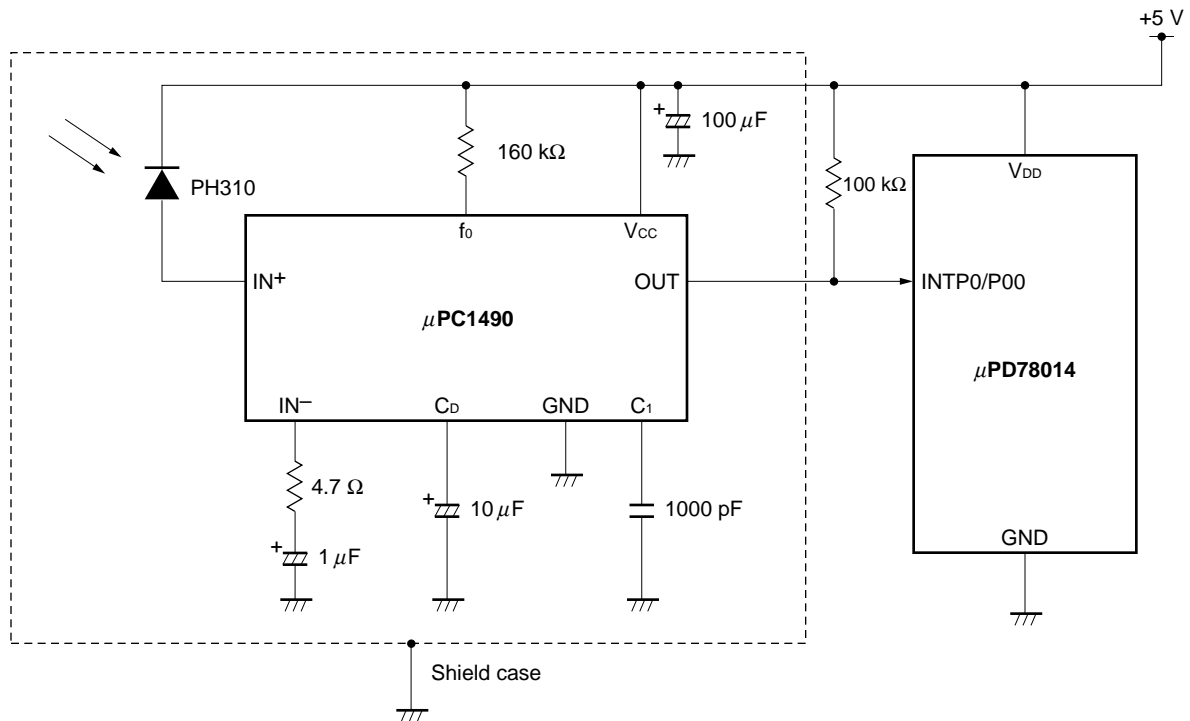 +5 V
100 μF
160 kΩ
PH310
100 kΩ
VDD
f0
VCC
IN+
OUT
INTP0/P00
μPC1490
μPD78014
IN–
CD
GND
C1
4.7 Ω
+
10 μF
1000 pF
+
1 μF
+
GND
Shield case